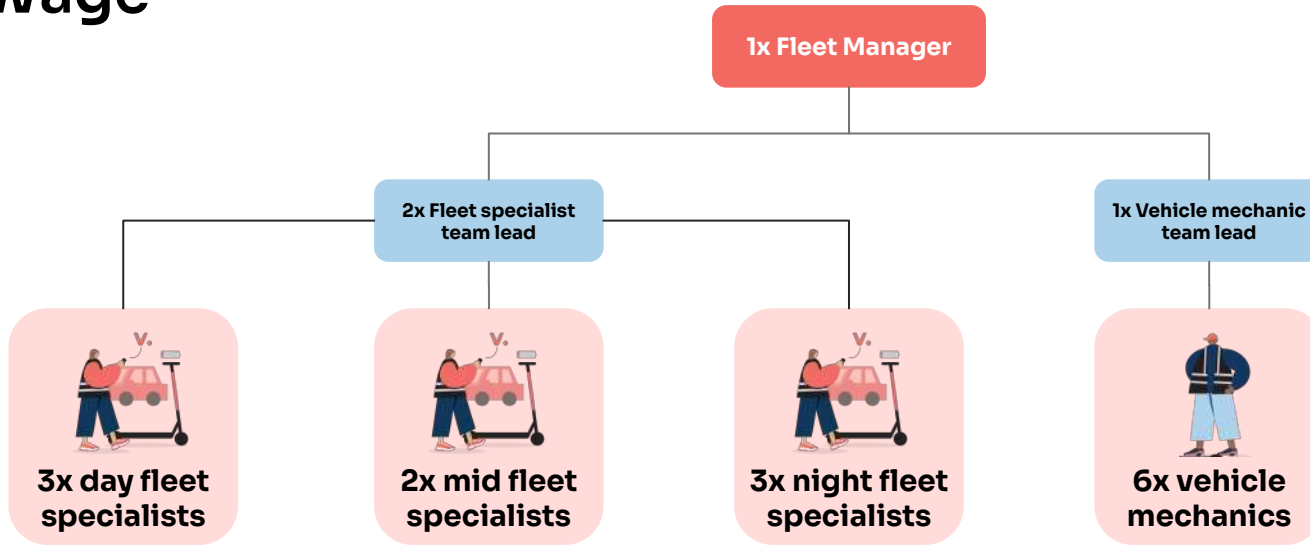 wage
1x Fleet Manager
2x Fleet specialist
team lead
1x Vehicle mechanic
team lead
V.
V.
V.
3x day fleet
specialists
2x mid fleet
specialists
3x night fleet
specialists
6x vehicle
mechanics